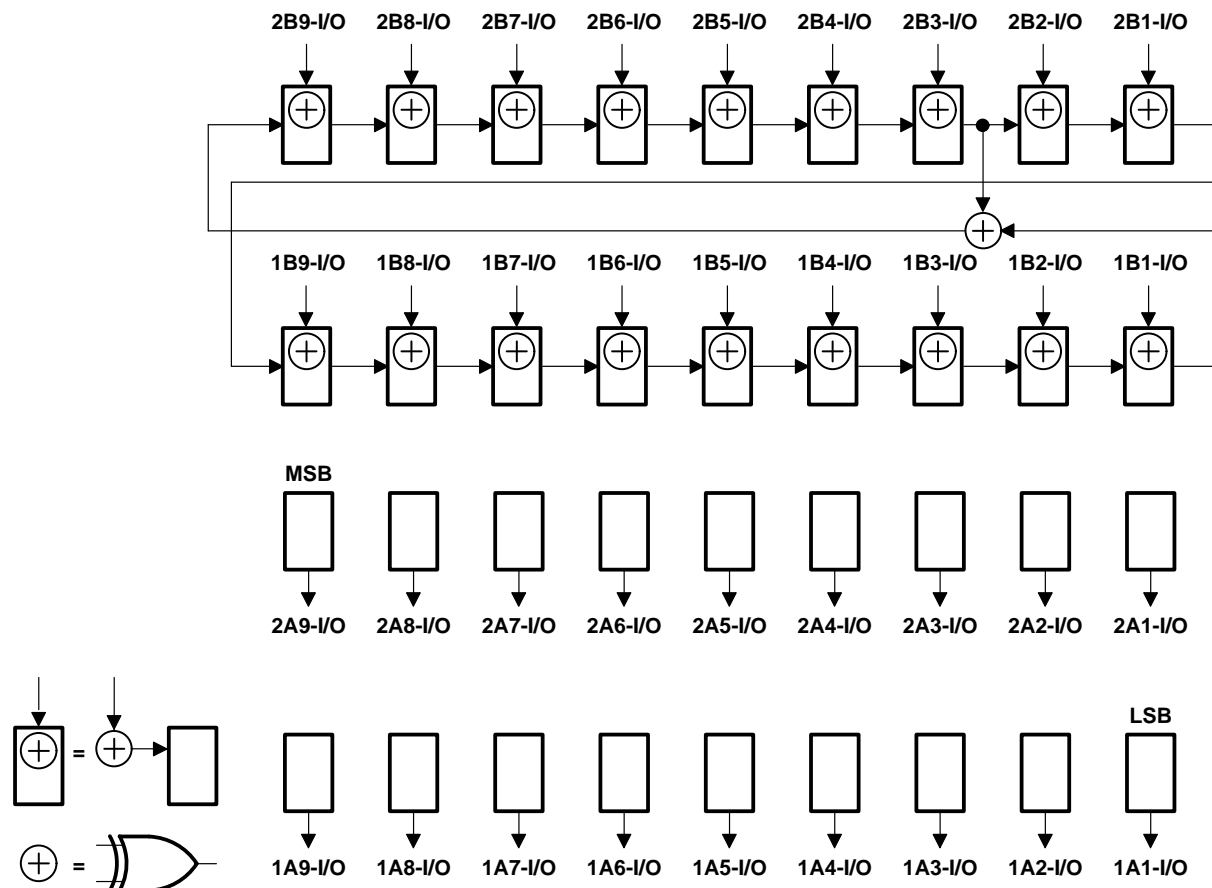 2B9-I/O 2B8-I/O 2B7-I/O 2B6-I/O 2B5-I/O 2B4-I/O 2B3-I/O 2B2-I/O 2B1-I/O
1B9-I/O 1B8-I/O 1B7-I/O 1B6-I/O 1B5-I/O 1B4-I/O 1B3-I/O 1B2-I/O 1B1-I/O
MSB
2A9-I/O 2A8-I/O 2A7-I/O 2A6-I/O 2A5-I/O 2A4-I/O 2A3-I/O 2A2-I/O 2A1-I/O
LSB
=
=
1A9-I/O 1A8-I/O 1A7-I/O 1A6-I/O 1A5-I/O 1A4-I/O 1A3-I/O 1A2-I/O 1A1-I/O